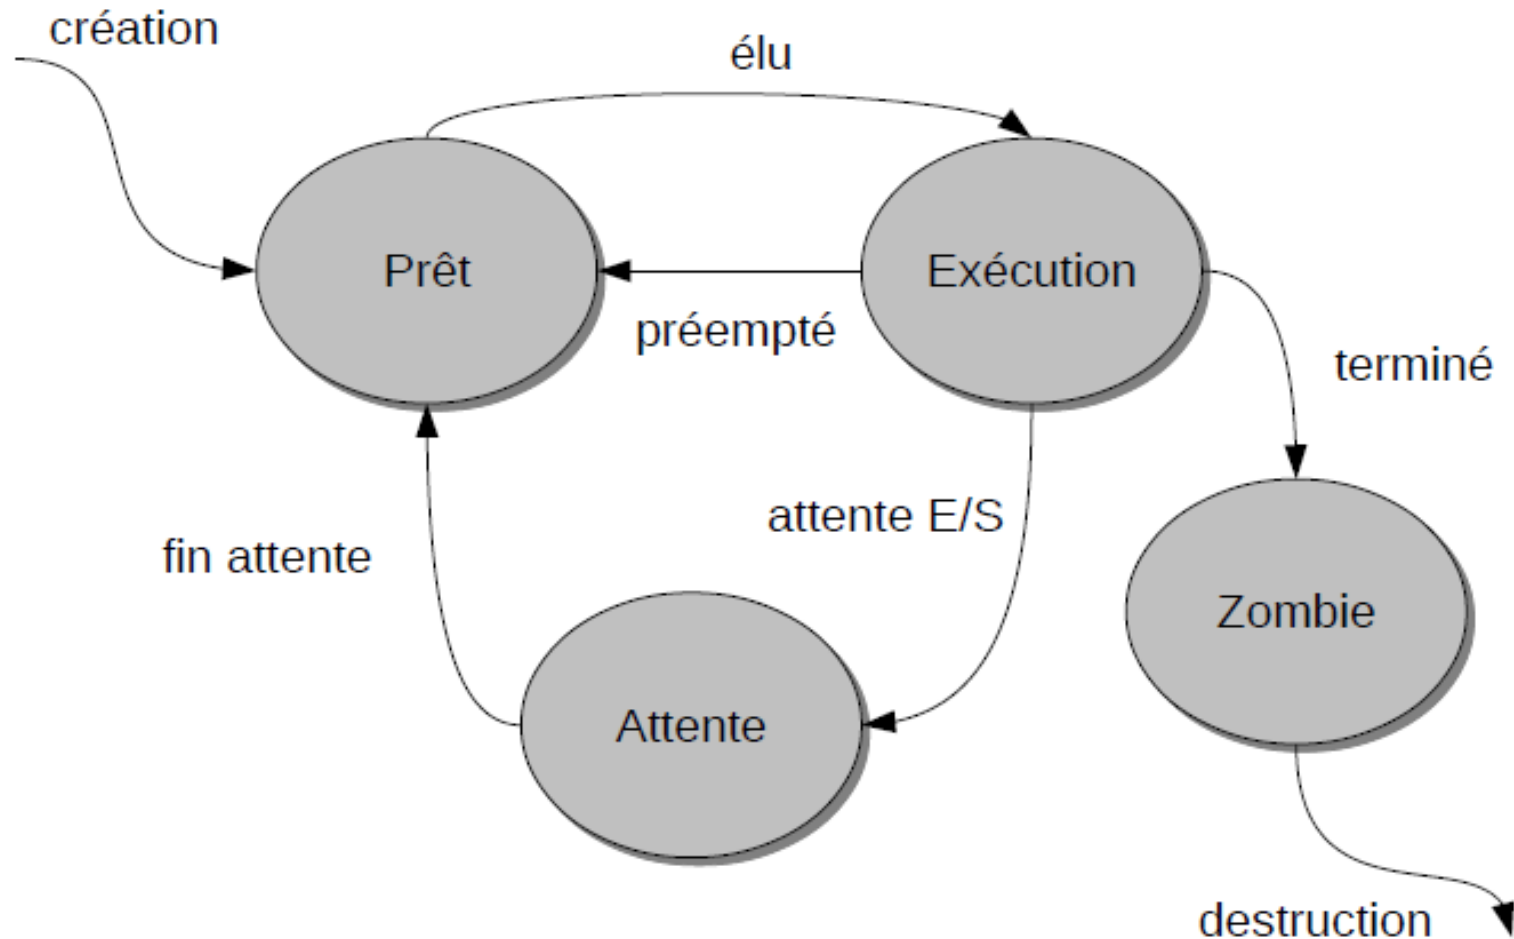 création
élu
Prêt
Exécution
préempté
terminé
attente E/S
fin attente
Zombie
Attente
destruction